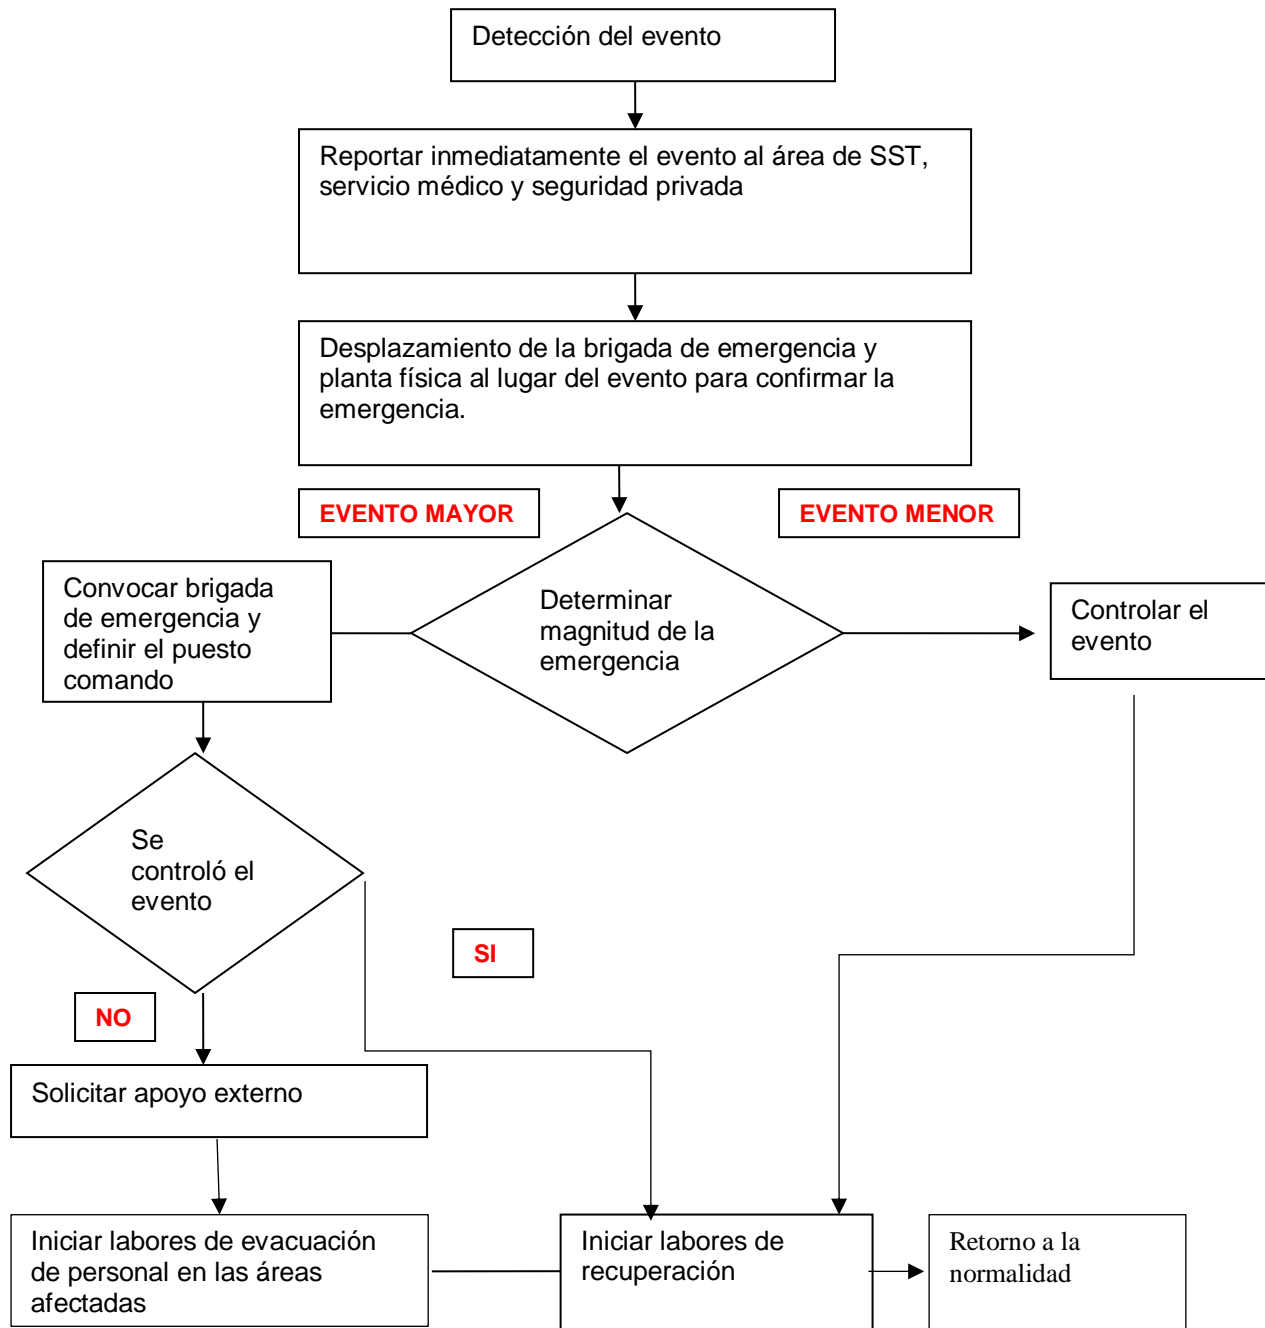 Detección del evento
Reportar inmediatamente el evento al área de SST,
servicio médico y seguridad privada
Desplazamiento de la brigada de emergencia y
planta física al lugar del evento para confirmar la
emergencia.
EVENTO MAYOR
EVENTO MENOR
Convocar brigada
de emergencia y
definir el puesto
comando
Determinar
magnitud de la
emergencia
Controlar el
evento
Se
controló el
evento
SI
NO
Solicitar apoyo externo
Iniciar labores de evacuación
de personal en las áreas
afectadas
Iniciar labores de
recuperación
Retorno a la
normalidad